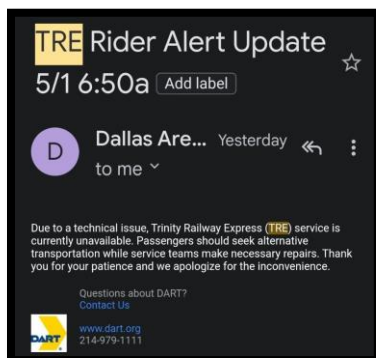 TRE Rider Alert Update
5/1 6:50a Add label
D
Dallas Are... Yesterday
to me
Due to a technical issue, Trinity Railway Express (TRE) service is
currently unavailable. Passengers should seek alternative
transportation while service teams make necessary repairs. Thank
you for your patience and we apologize for the inconvenience.
Questions about DART?
Contact Us
DART
www.dart.org
214-979-1111